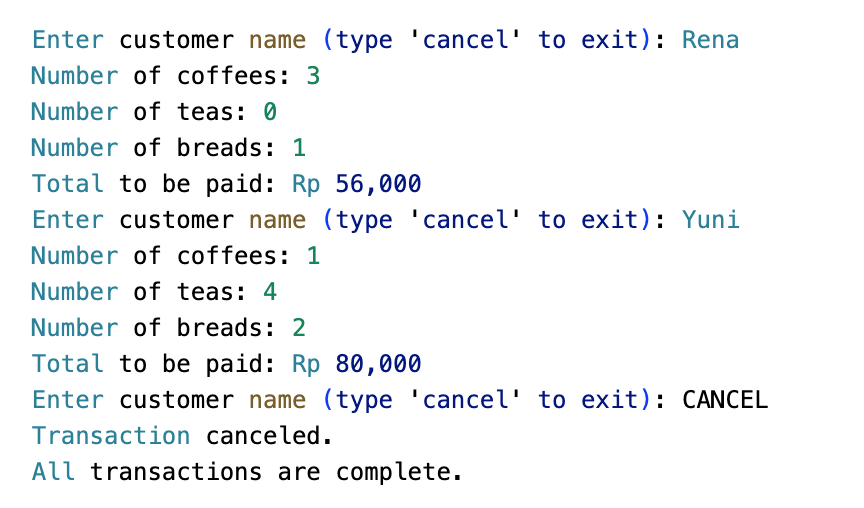 Enter customer name (type 'cancel' to exit): Rena
Number of coffees: 3
Number of teas: 0
Number of breads: 1
Total to be paid: Rp 56,000
Enter customer name (type 'cancel' to exit): Yuni
Number of coffees: 1
Number of teas: 4
Number of breads: 2
Total to be paid: Rp 80,000
Enter customer name (type 'cancel' to exit): CANCEL
Transaction canceled.
All transactions are complete.